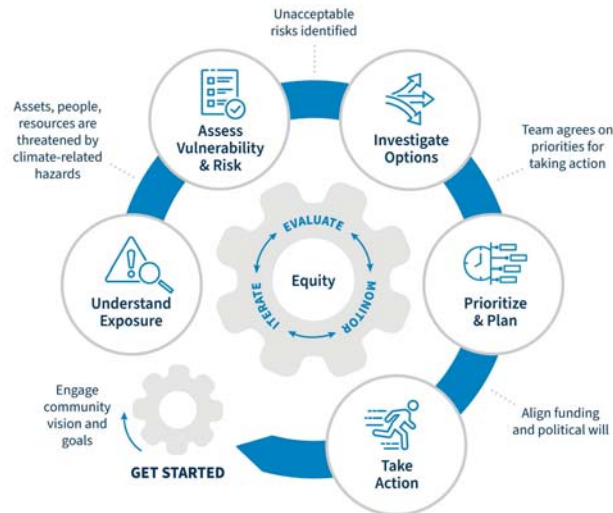 Unacceptable
risks identified
Assess
Vulnerability
& Risk
Investigate
Options
Assets, people,
resources are
threatened by
climate-related
hazards
Team agrees on
priorities for
taking action
EVALUATE
Equity
ITERATE
MONITOR
Understand
Exposure
Prioritize
& Plan
Engage
community
vision and
goals
GET STARTED
Take
Action
Align funding
and political will